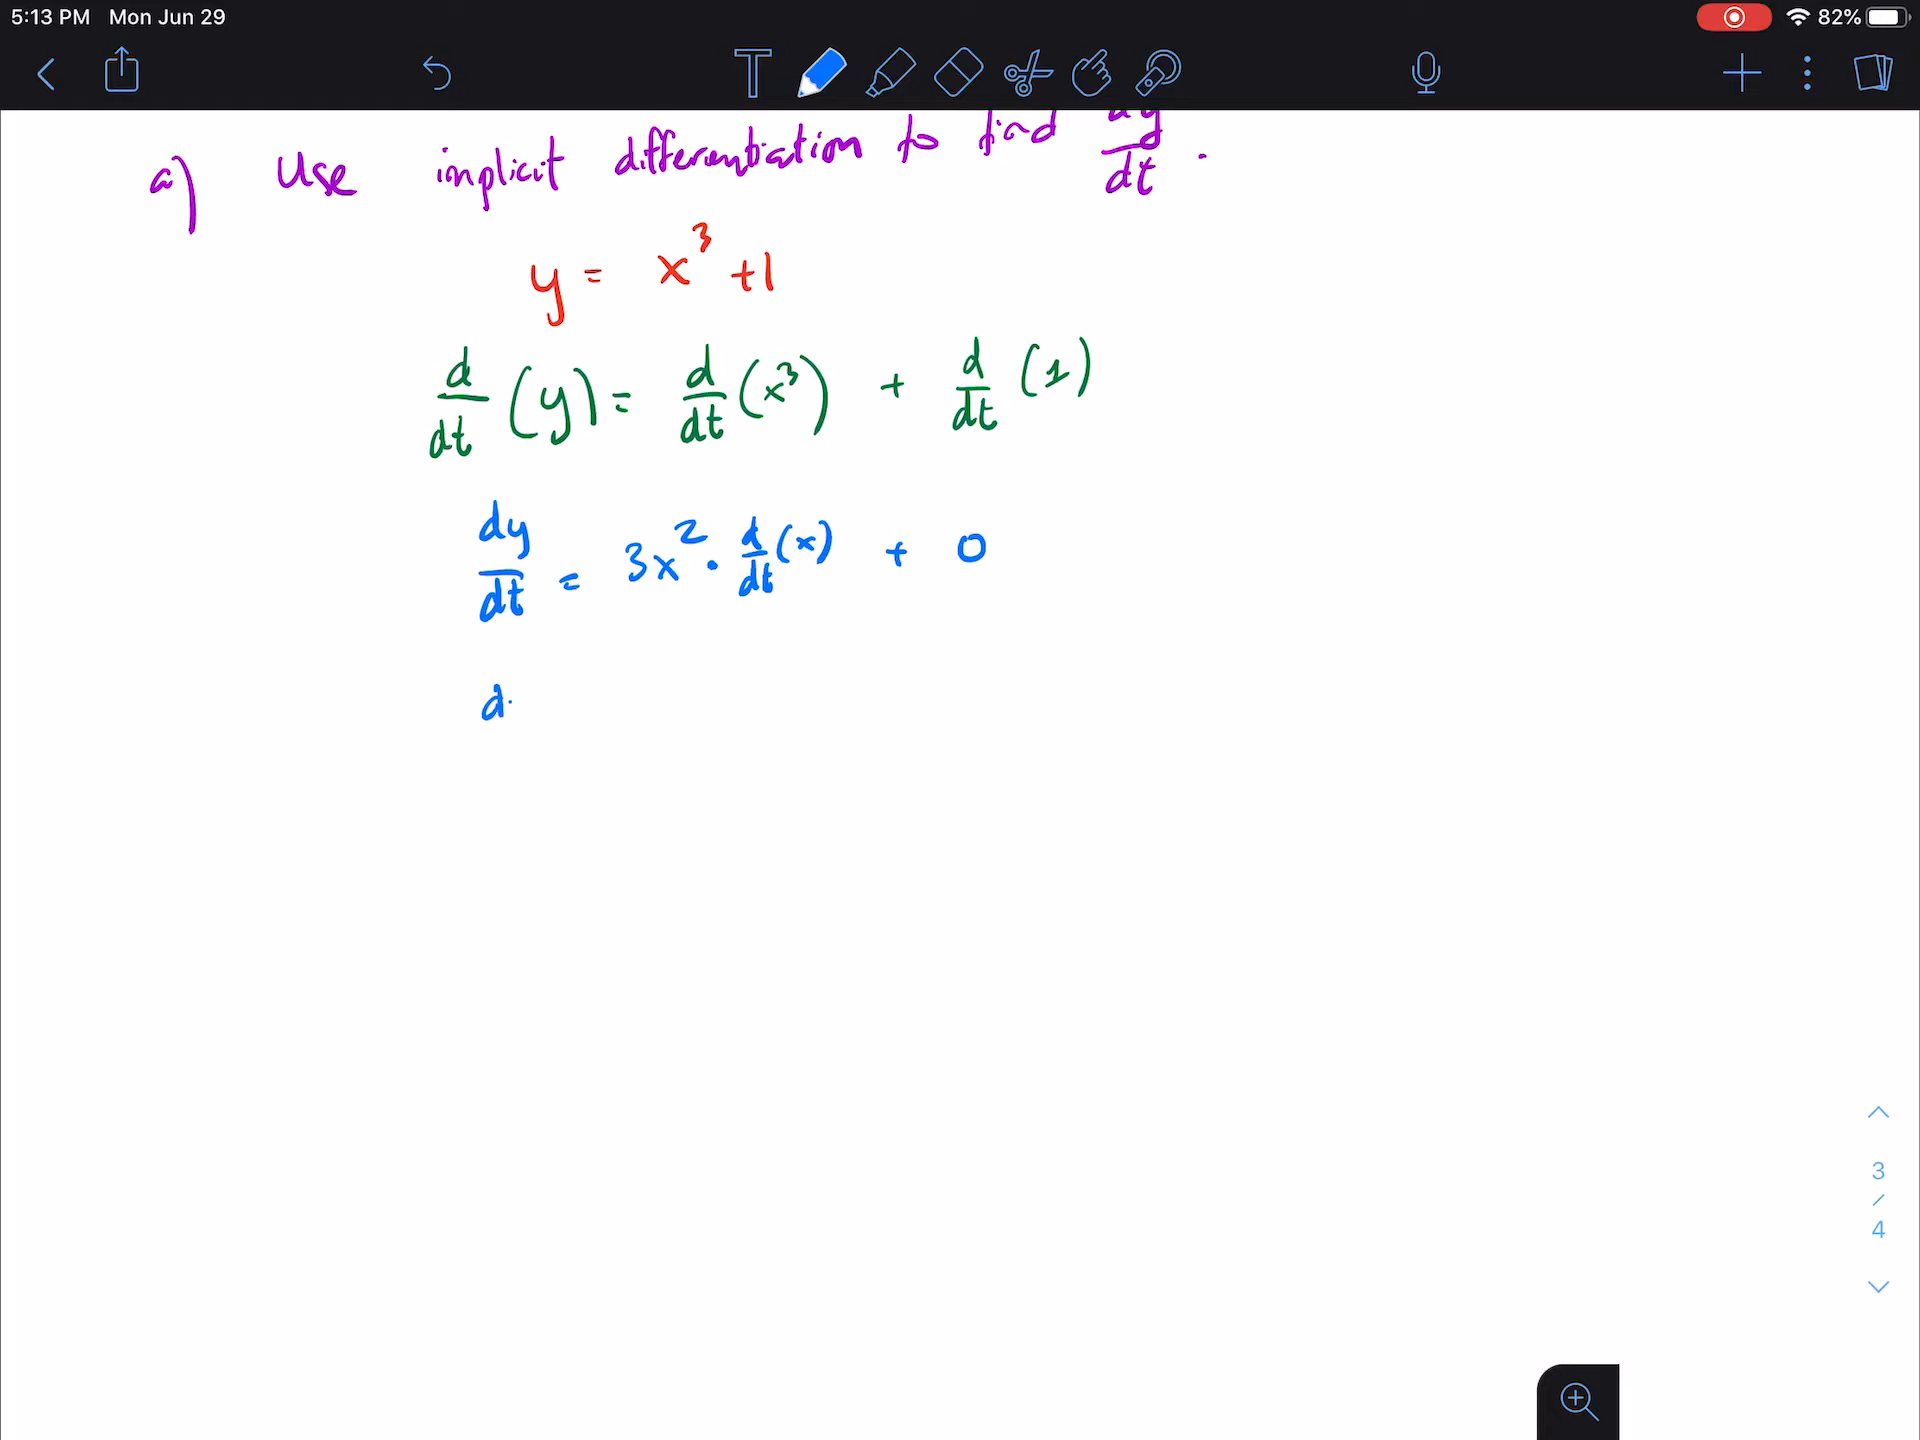 5:13 PM Mon Jun 29 82%
T
a) Use implicit differentiation to find dy/dt.
y = x³ + 1
d/dt (y) = d/dt (x³) + d/dt (1)
dy/dt = 3x² · d/dt (x) + 0
d
3
/
4